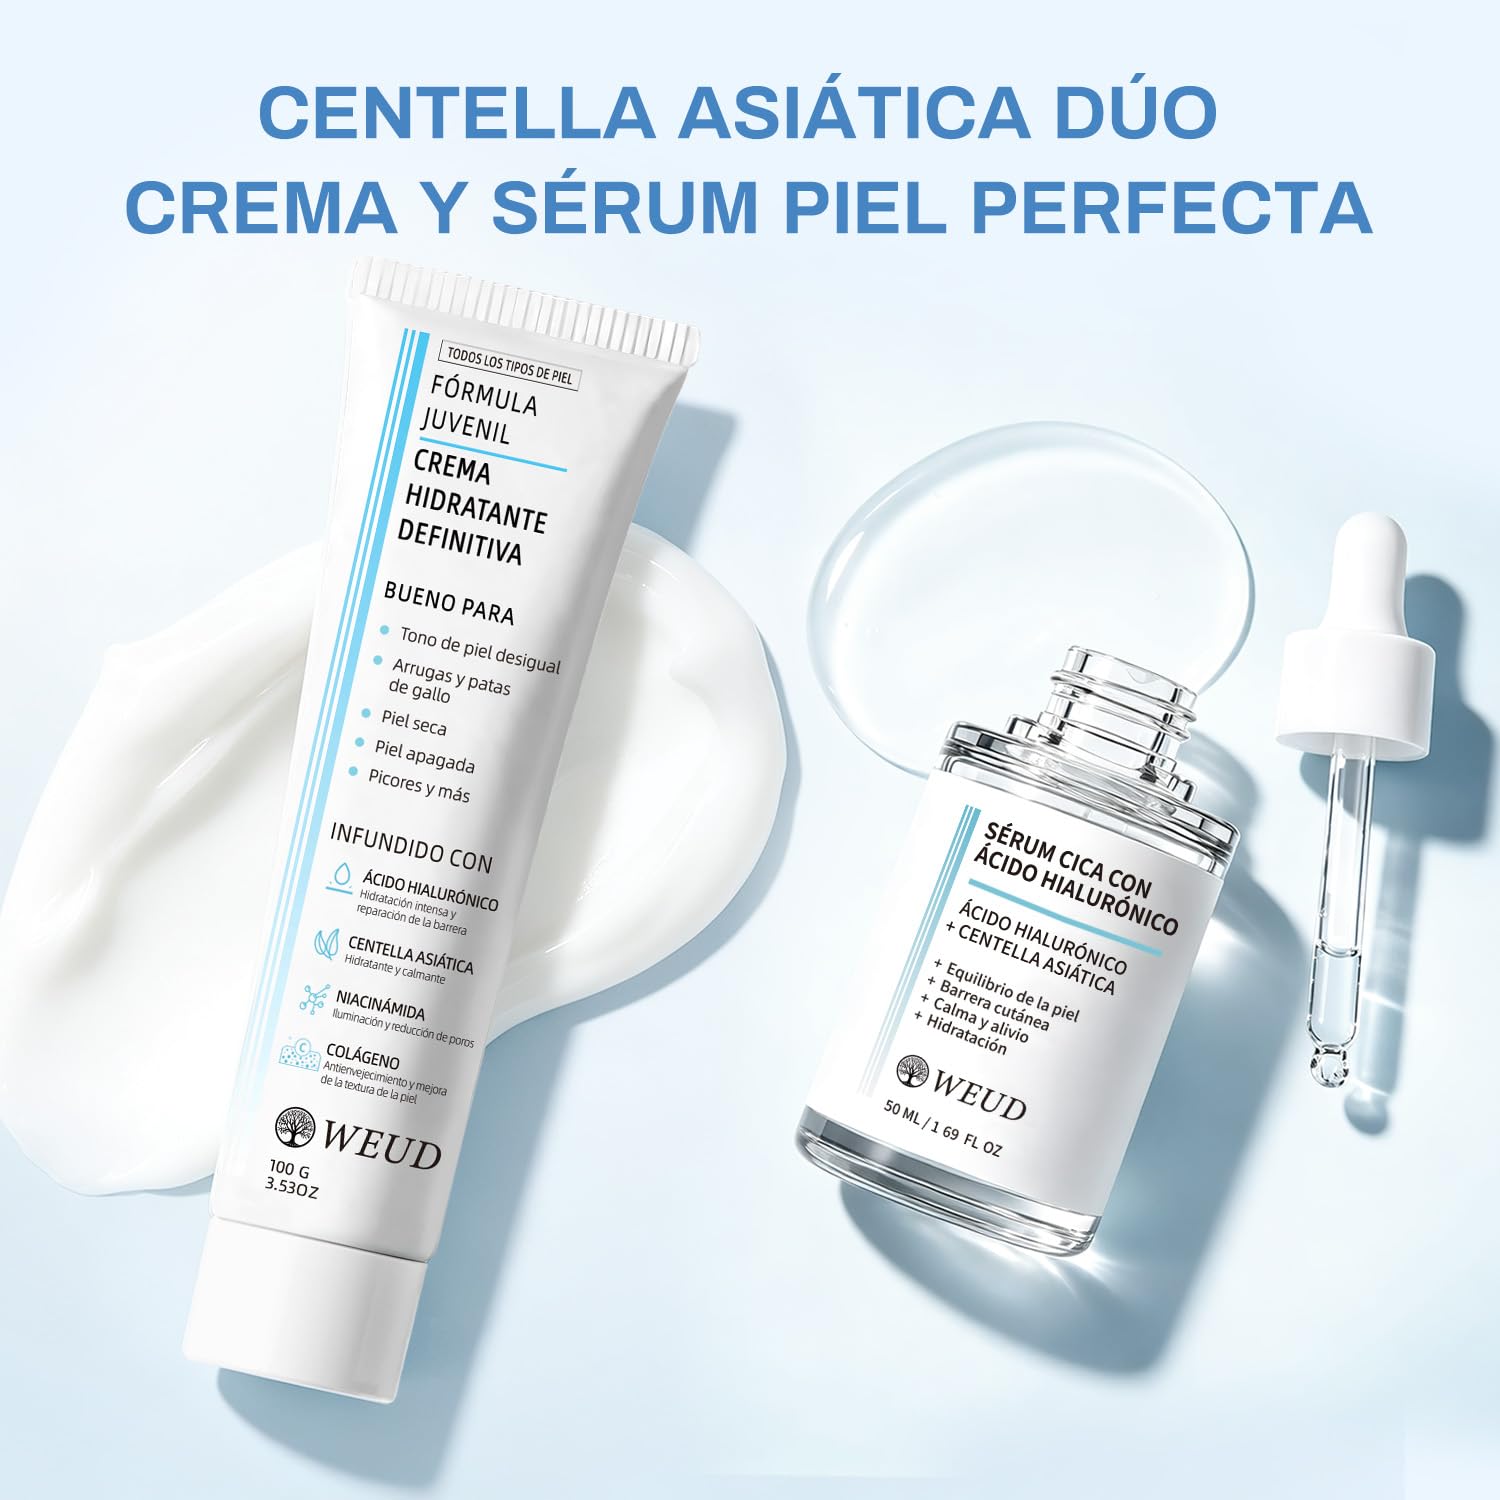 CENTELLA ASIÁTICA DÚO
CREMA Y SÉRUM PIEL PERFECTA
TODOS LOS TIPOS DE PIEL
FÓRMULA
JUVENIL
CREMA
HIDRATANTE
DEFINITIVA
BUENO PARA
Tono de piel desigual
Arrugas y patas
de gallo
Piel seca
Piel apagada
Picores y más
INFUNDIDO CON
ÁCIDO HIALURÓNICO
Hidratación intensa y
reparación de la barrera
CENTELLA ASIÁTICA
Hidratante y calmante
NIACINÁMIDA
Iluminación y reducción de poros
C
COLÁGENO
Antienvejecimiento y mejora
de la textura de la piel
WEUD
100 G
3.53OZ
SÉRUM CICA CON
ÁCIDO HIALURÓNICO
ÁCIDO HIALURÓNICO
+ CENTELLA ASIÁTICA
+ Equilibrio de la piel
+ Barrera cutánea
+ Calma y alivio
+ Hidratación
WEUD
50 ML / 1 69 FL OZ